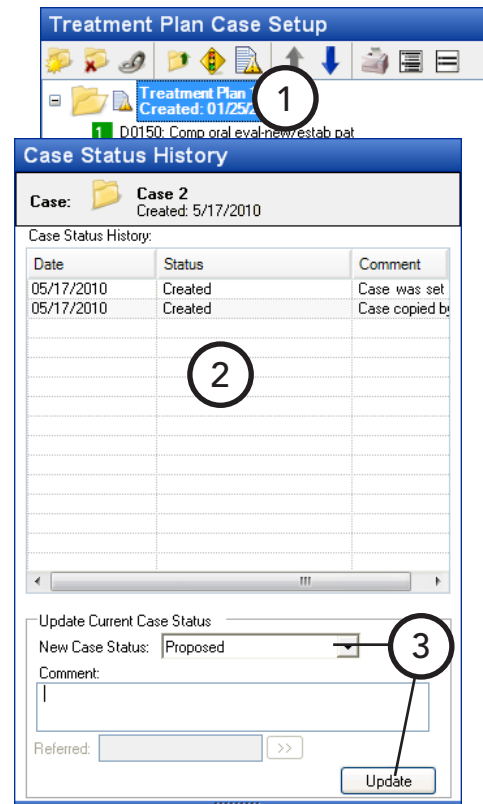 Treatment Plan Case Setup
Treatment Plan
Created: 01/25/2
1
1 D0150: Comp oral eval-new/estab pat
Case Status History
Case: Case 2
Created: 5/17/2010
Case Status History:
Date Status Comment
05/17/2010 Created Case was set
05/17/2010 Created Case copied by
2
Update Current Case Status
New Case Status: Proposed
3
Comment:
Referred: >>
Update